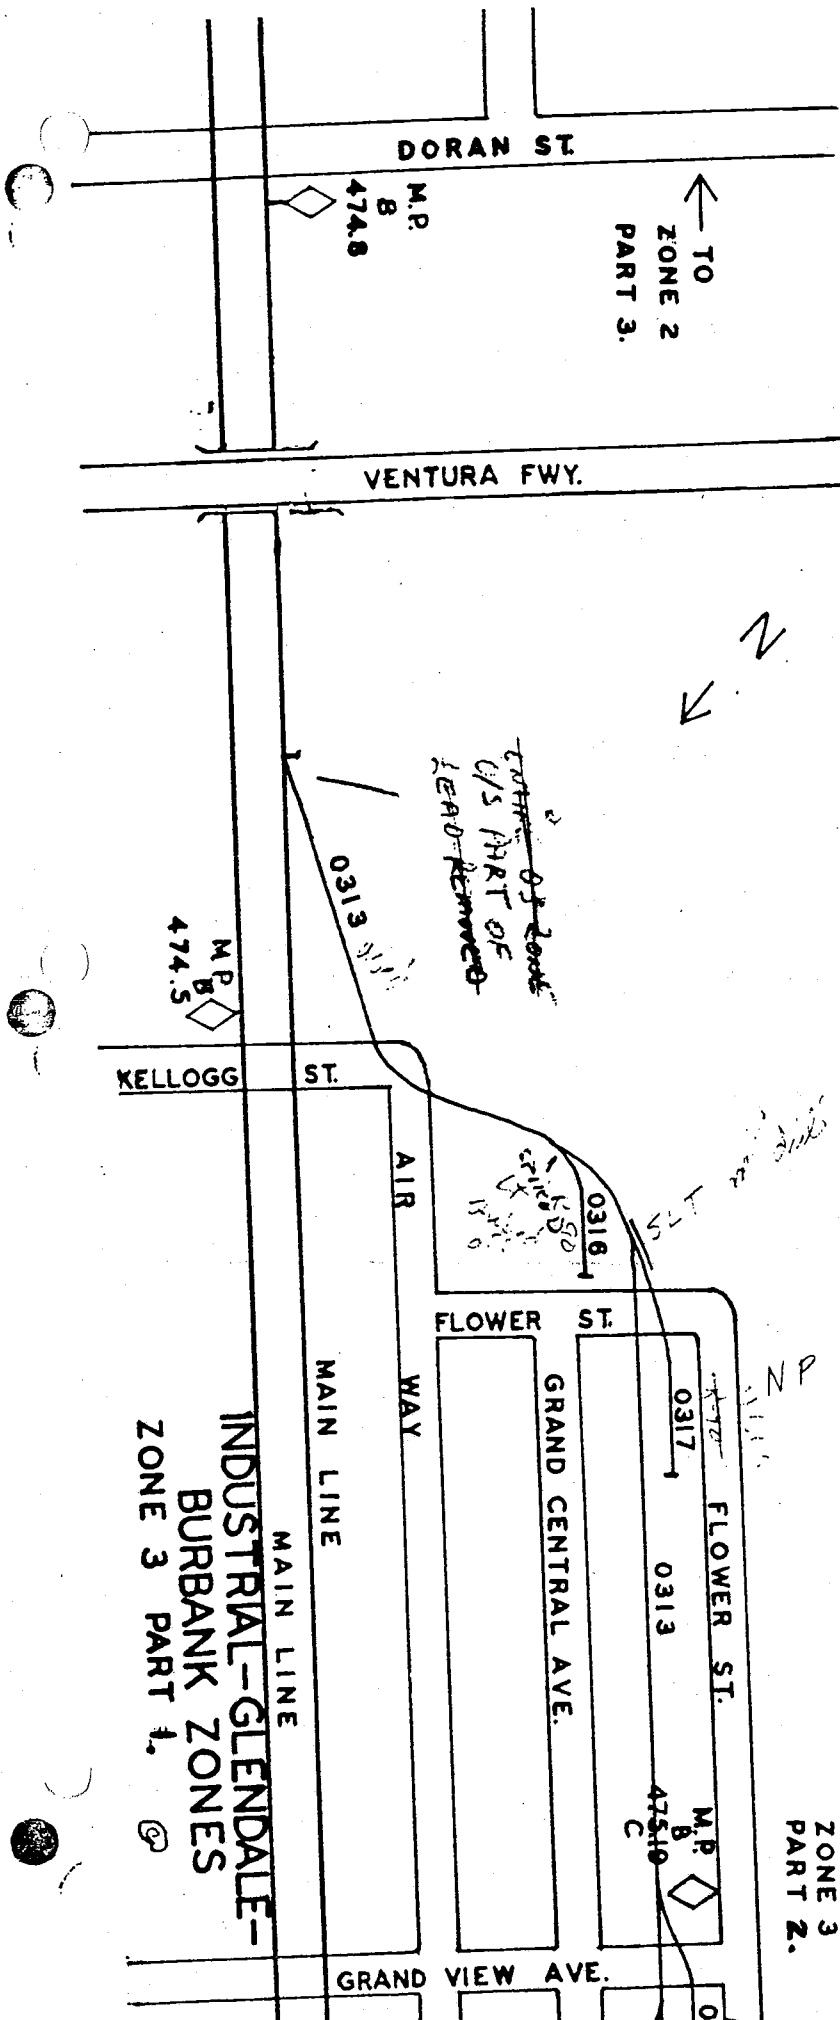 DORAN ST.
M.P.
B
474.8
← TO
ZONE 2
PART 3.
VENTURA FWY.
N
O/S PART OF
LEAD REMOVED
0313
M P
B
474.5
KELLOGG ST.
AIR WAY
0316
SLT
FLOWER ST.
NP
0317
MAIN LINE
GRAND CENTRAL AVE.
FLOWER ST.
0313
MAIN LINE
INDUSTRIAL-GLENDALE-
BURBANK ZONES
ZONE 3 PART 1.
M.P.
B
C
ZONE 3
PART 2.
GRAND VIEW AVE.